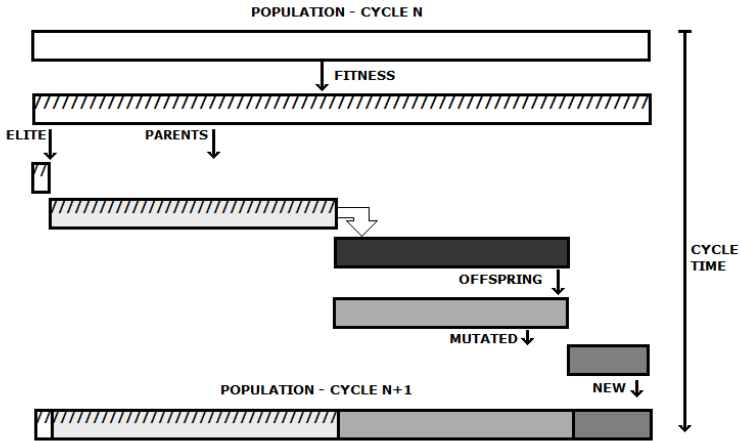 POPULATION - CYCLE N
FITNESS
ELITE
PARENTS
CYCLE
TIME
OFFSPRING
MUTATED
NEW
POPULATION - CYCLE N+1